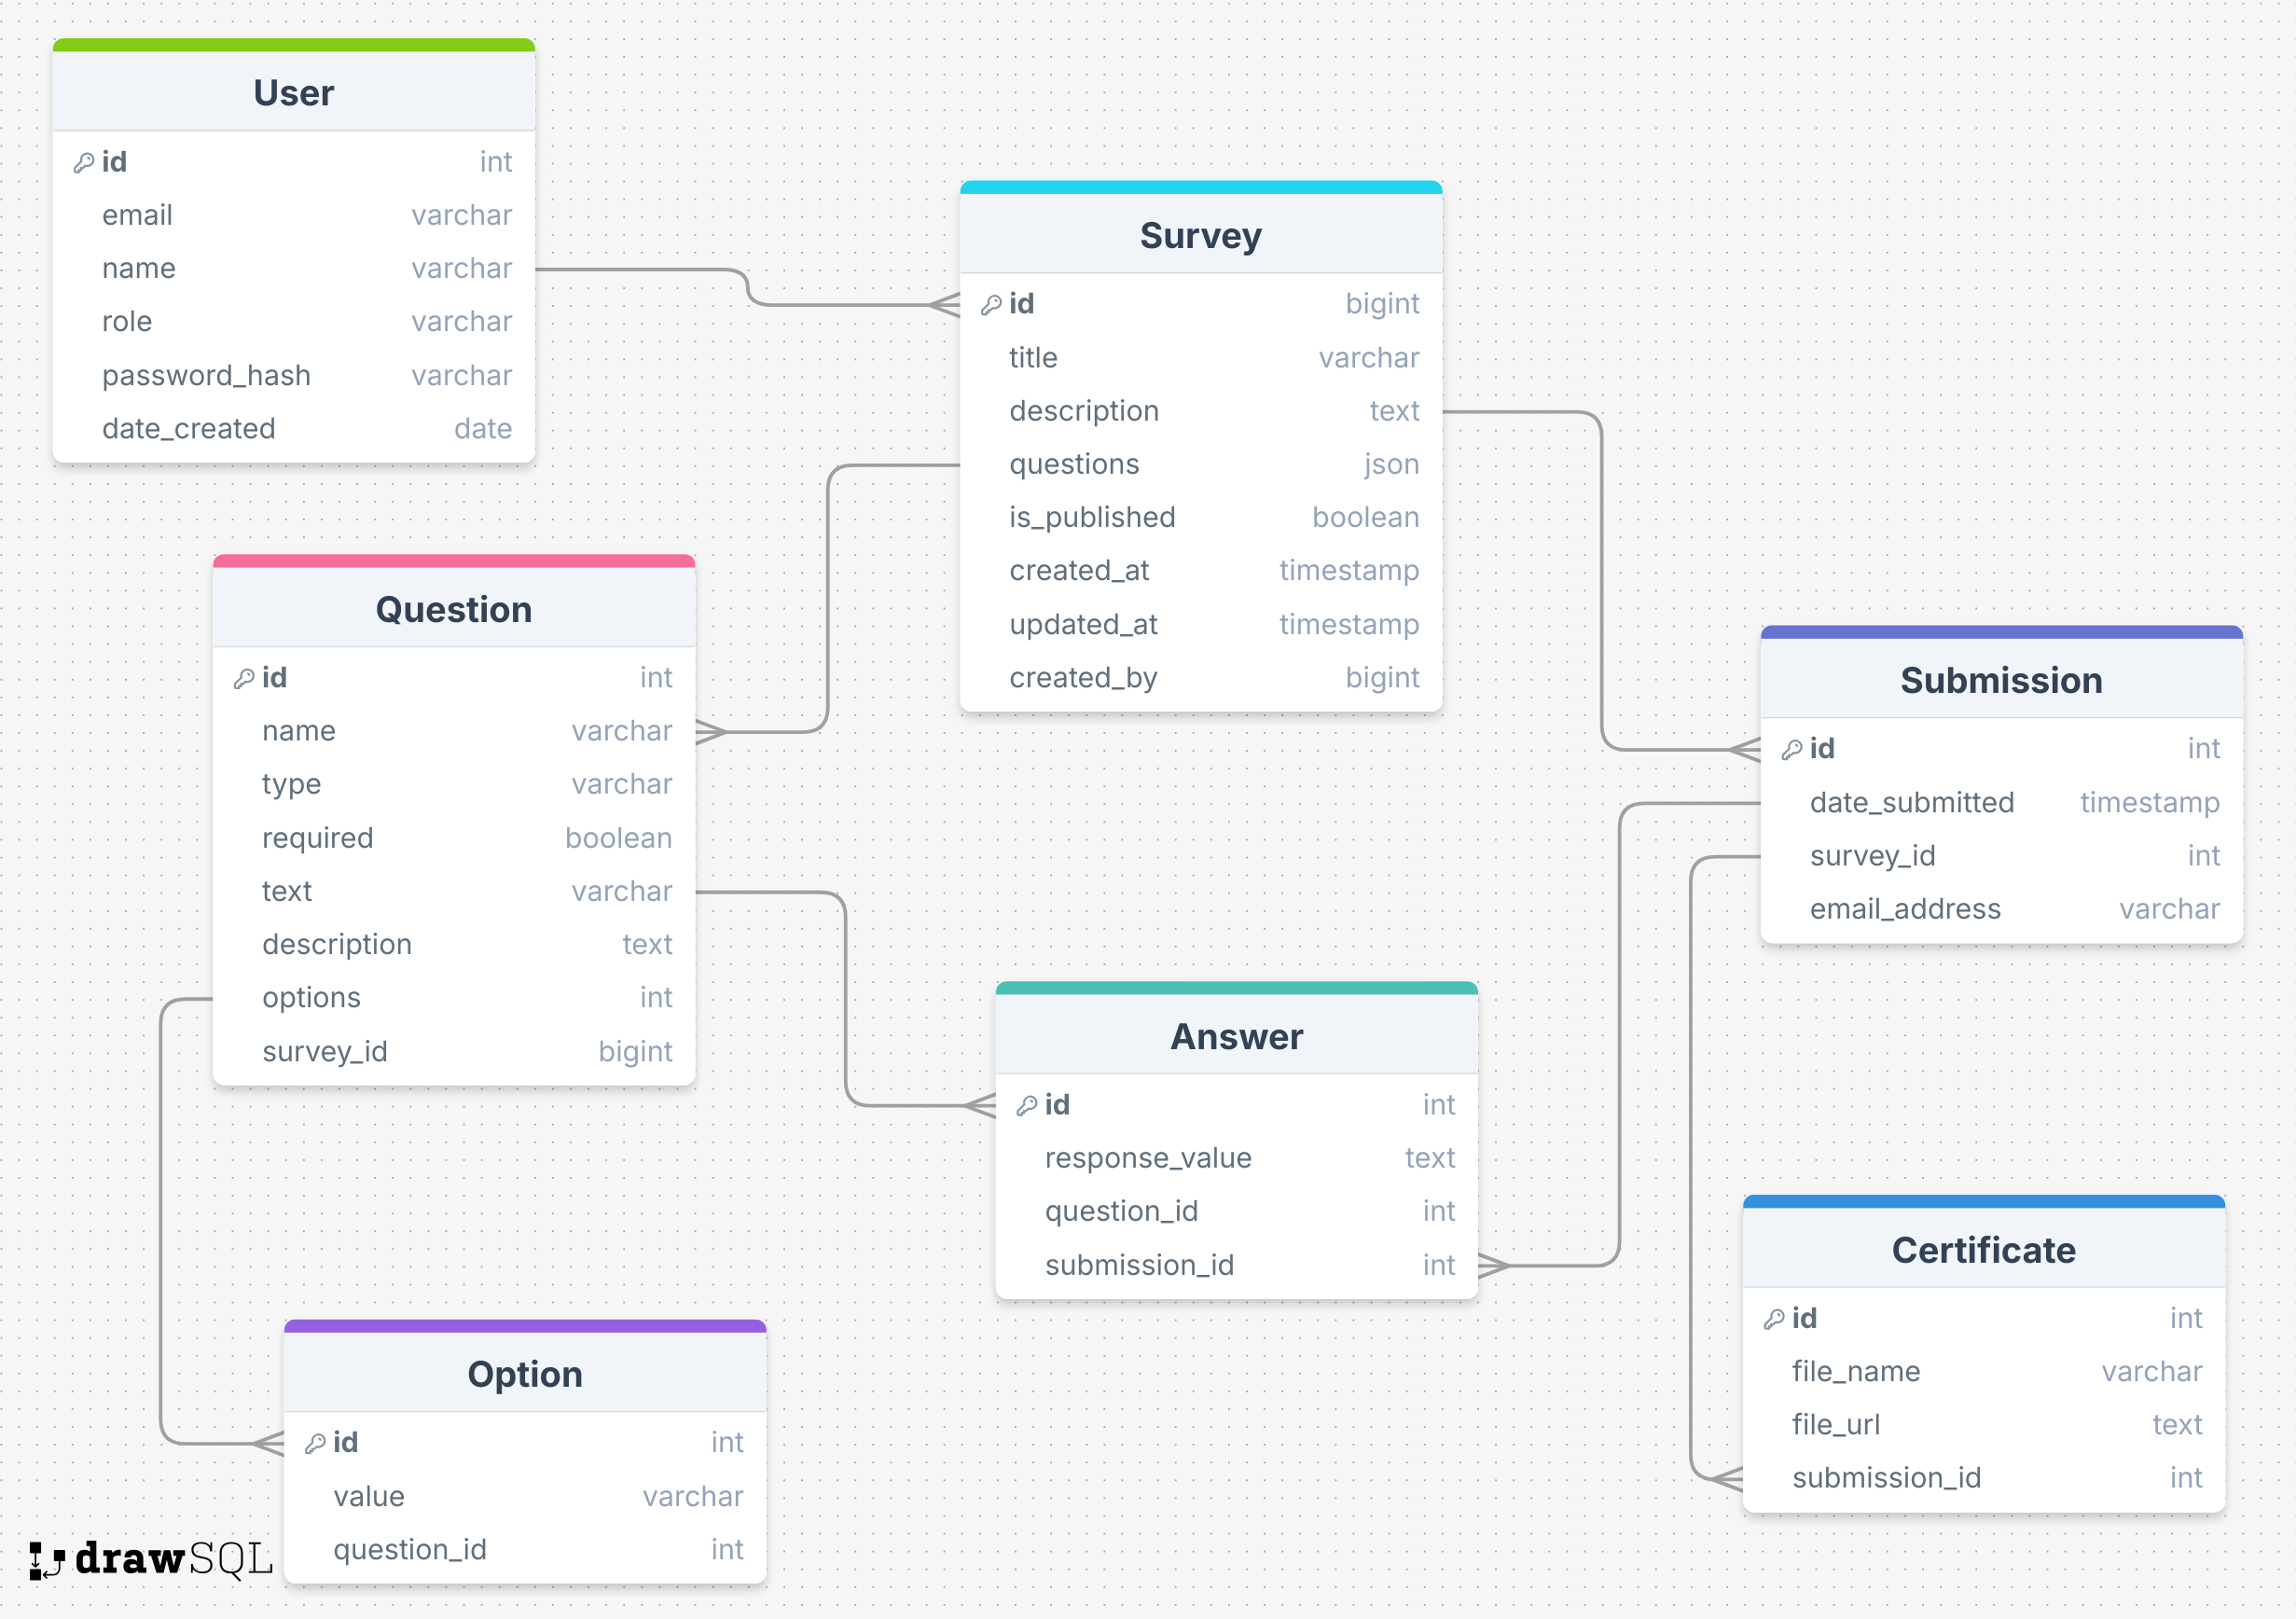 User
id int
email varchar
name varchar
role varchar
password_hash varchar
date_created date
Survey
id bigint
title varchar
description text
questions json
is_published boolean
created_at timestamp
updated_at timestamp
created_by bigint
Question
id int
name varchar
type varchar
required boolean
text varchar
description text
options int
survey_id bigint
Submission
id int
date_submitted timestamp
survey_id int
email_address varchar
Answer
id int
response_value text
question_id int
submission_id int
Certificate
id int
file_name varchar
file_url text
submission_id int
Option
id int
value varchar
question_id int
drawSQL